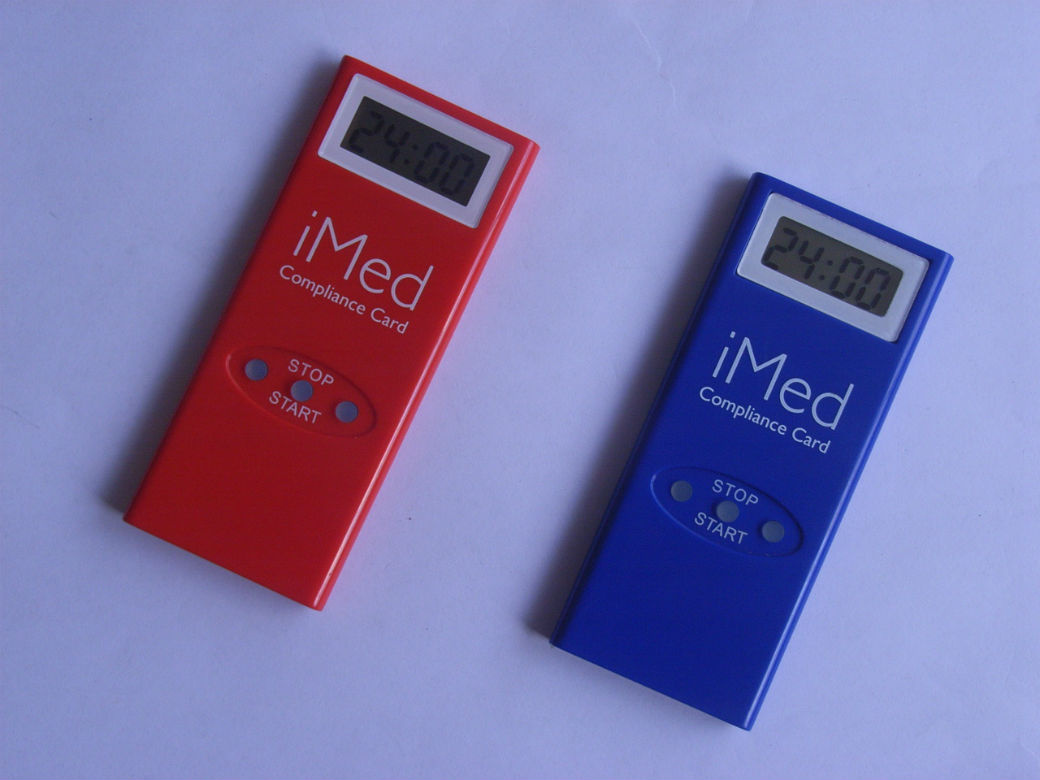 24:00
iMed
Compliance Card
STOP
START
24:00
iMed
Compliance Card
STOP
START